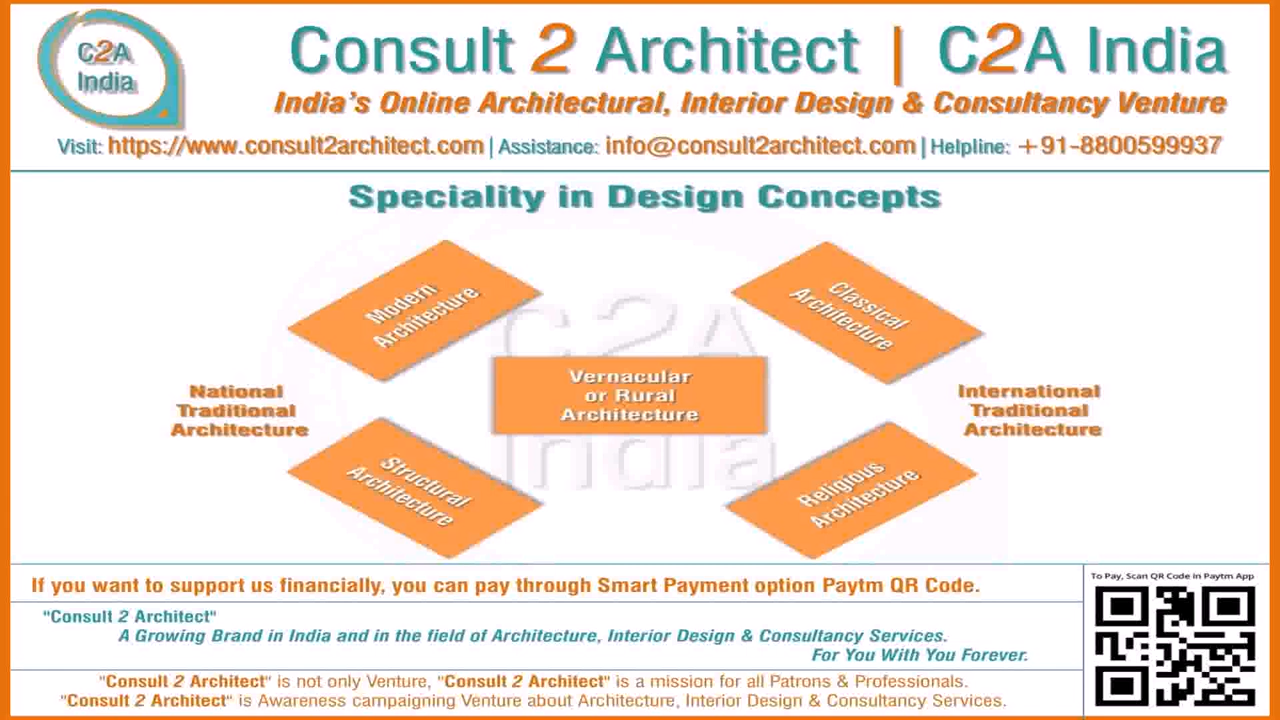 C2A
India
Consult 2 Architect | C2A India
India's Online Architectural, Interior Design & Consultancy Venture
Visit: https://www.consult2architect.com | Assistance: info@consult2architect.com | Helpline: +91-8800599937
Speciality in Design Concepts
Modern
Architecture
Classical
Architecture
C2A
India
Vernacular
or Rural
Architecture
National
Traditional
Architecture
International
Traditional
Architecture
Structural
Architecture
Religious
Architecture
If you want to support us financially, you can pay through Smart Payment option Paytm QR Code.
To Pay, Scan QR Code in Paytm App
"Consult 2 Architect"
A Growing Brand in India and in the field of Architecture, Interior Design & Consultancy Services.
For You With You Forever.
"Consult 2 Architect" is not only Venture, "Consult 2 Architect" is a mission for all Patrons & Professionals.
"Consult 2 Architect" is Awareness campaigning Venture about Architecture, Interior Design & Consultancy Services.